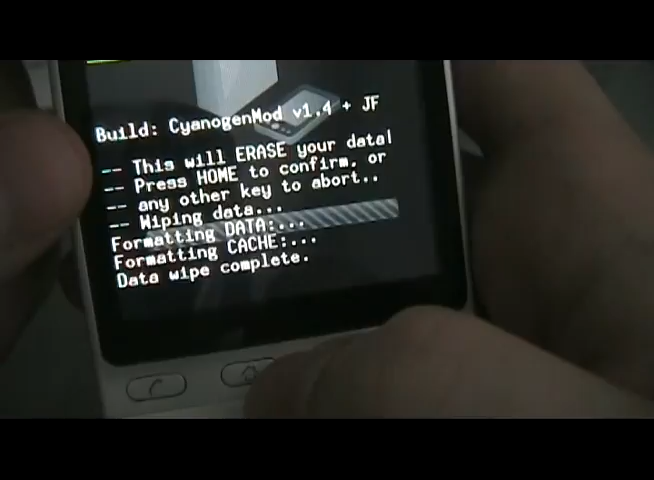 Build: CyanogenMod v1.4 + JF
-- This will ERASE your data!
-- Press HOME to confirm, or
-- any other key to abort..
-- Wiping data...
Formatting DATA:...
Formatting CACHE:...
Data wipe complete.